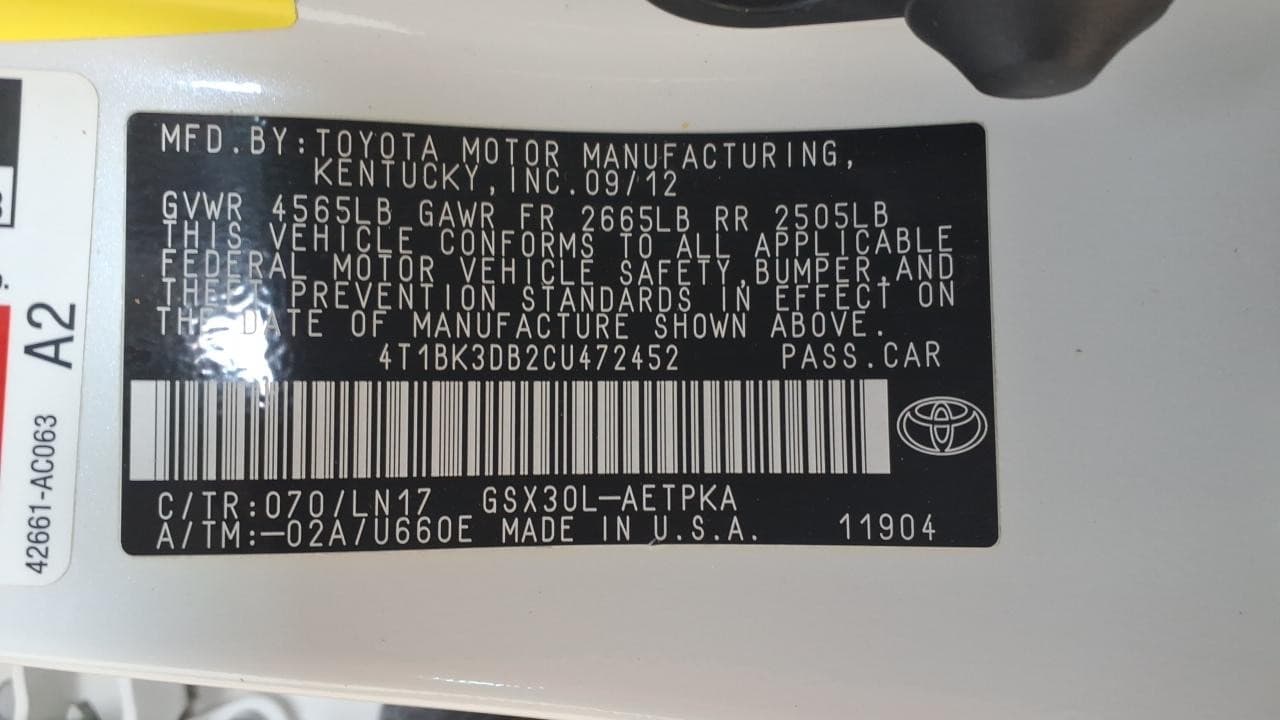 MFD.BY:TOYOTA MOTOR MANUFACTURING,
KENTUCKY,INC.09/12
GVWR 4565LB GAWR FR 2665LB RR 2505LB
THIS VEHICLE CONFORMS TO ALL APPLICABLE
FEDERAL MOTOR VEHICLE SAFETY,BUMPER,AND
THEFT PREVENTION STANDARDS IN EFFECT ON
THE DATE OF MANUFACTURE SHOWN ABOVE.
4T1BK3DB2CU472452 PASS.CAR
C/TR:070/LN17 GSX30L-AETPKA
A/TM:-02A/U660E MADE IN U.S.A. 11904
A2
42661-AC063